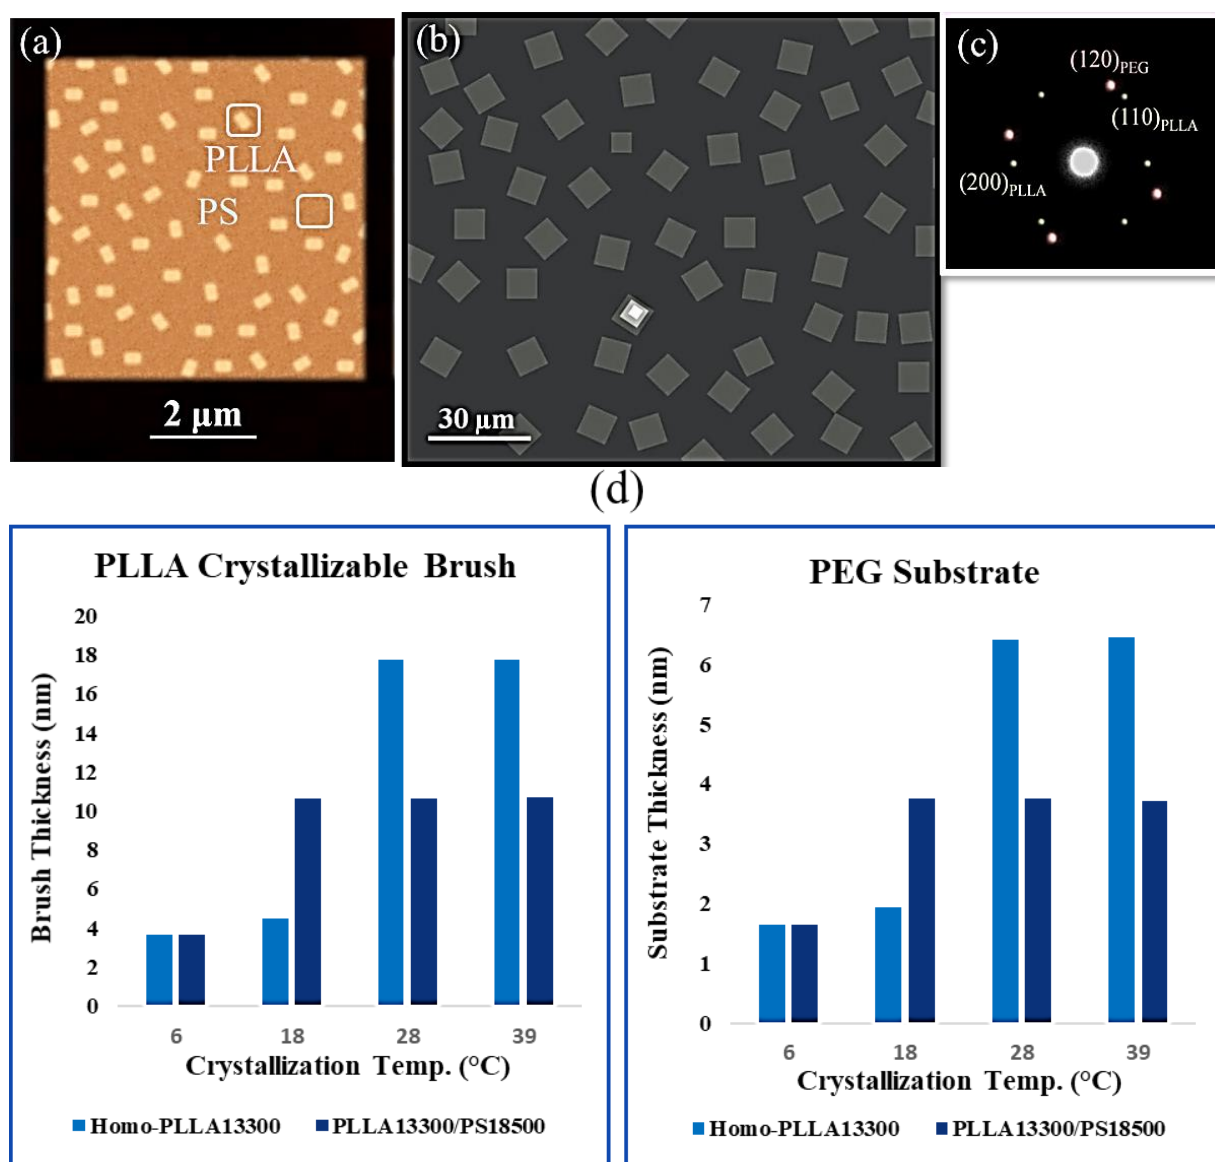 (a)
PLLA
PS
2 μm
(b)
30 μm
(c)
(120)PEG
(110)PLLA
(200)PLLA
(d)
PLLA Crystallizable Brush
Brush Thickness (nm)
20
18
16
14
12
10
8
6
4
2
0
6 18 28 39
Crystallization Temp. (°C)
Homo-PLLA13300 PLLA13300/PS18500
PEG Substrate
Substrate Thickness (nm)
7
6
5
4
3
2
1
0
6 18 28 39
Crystallization Temp. (°C)
Homo-PLLA13300 PLLA13300/PS18500